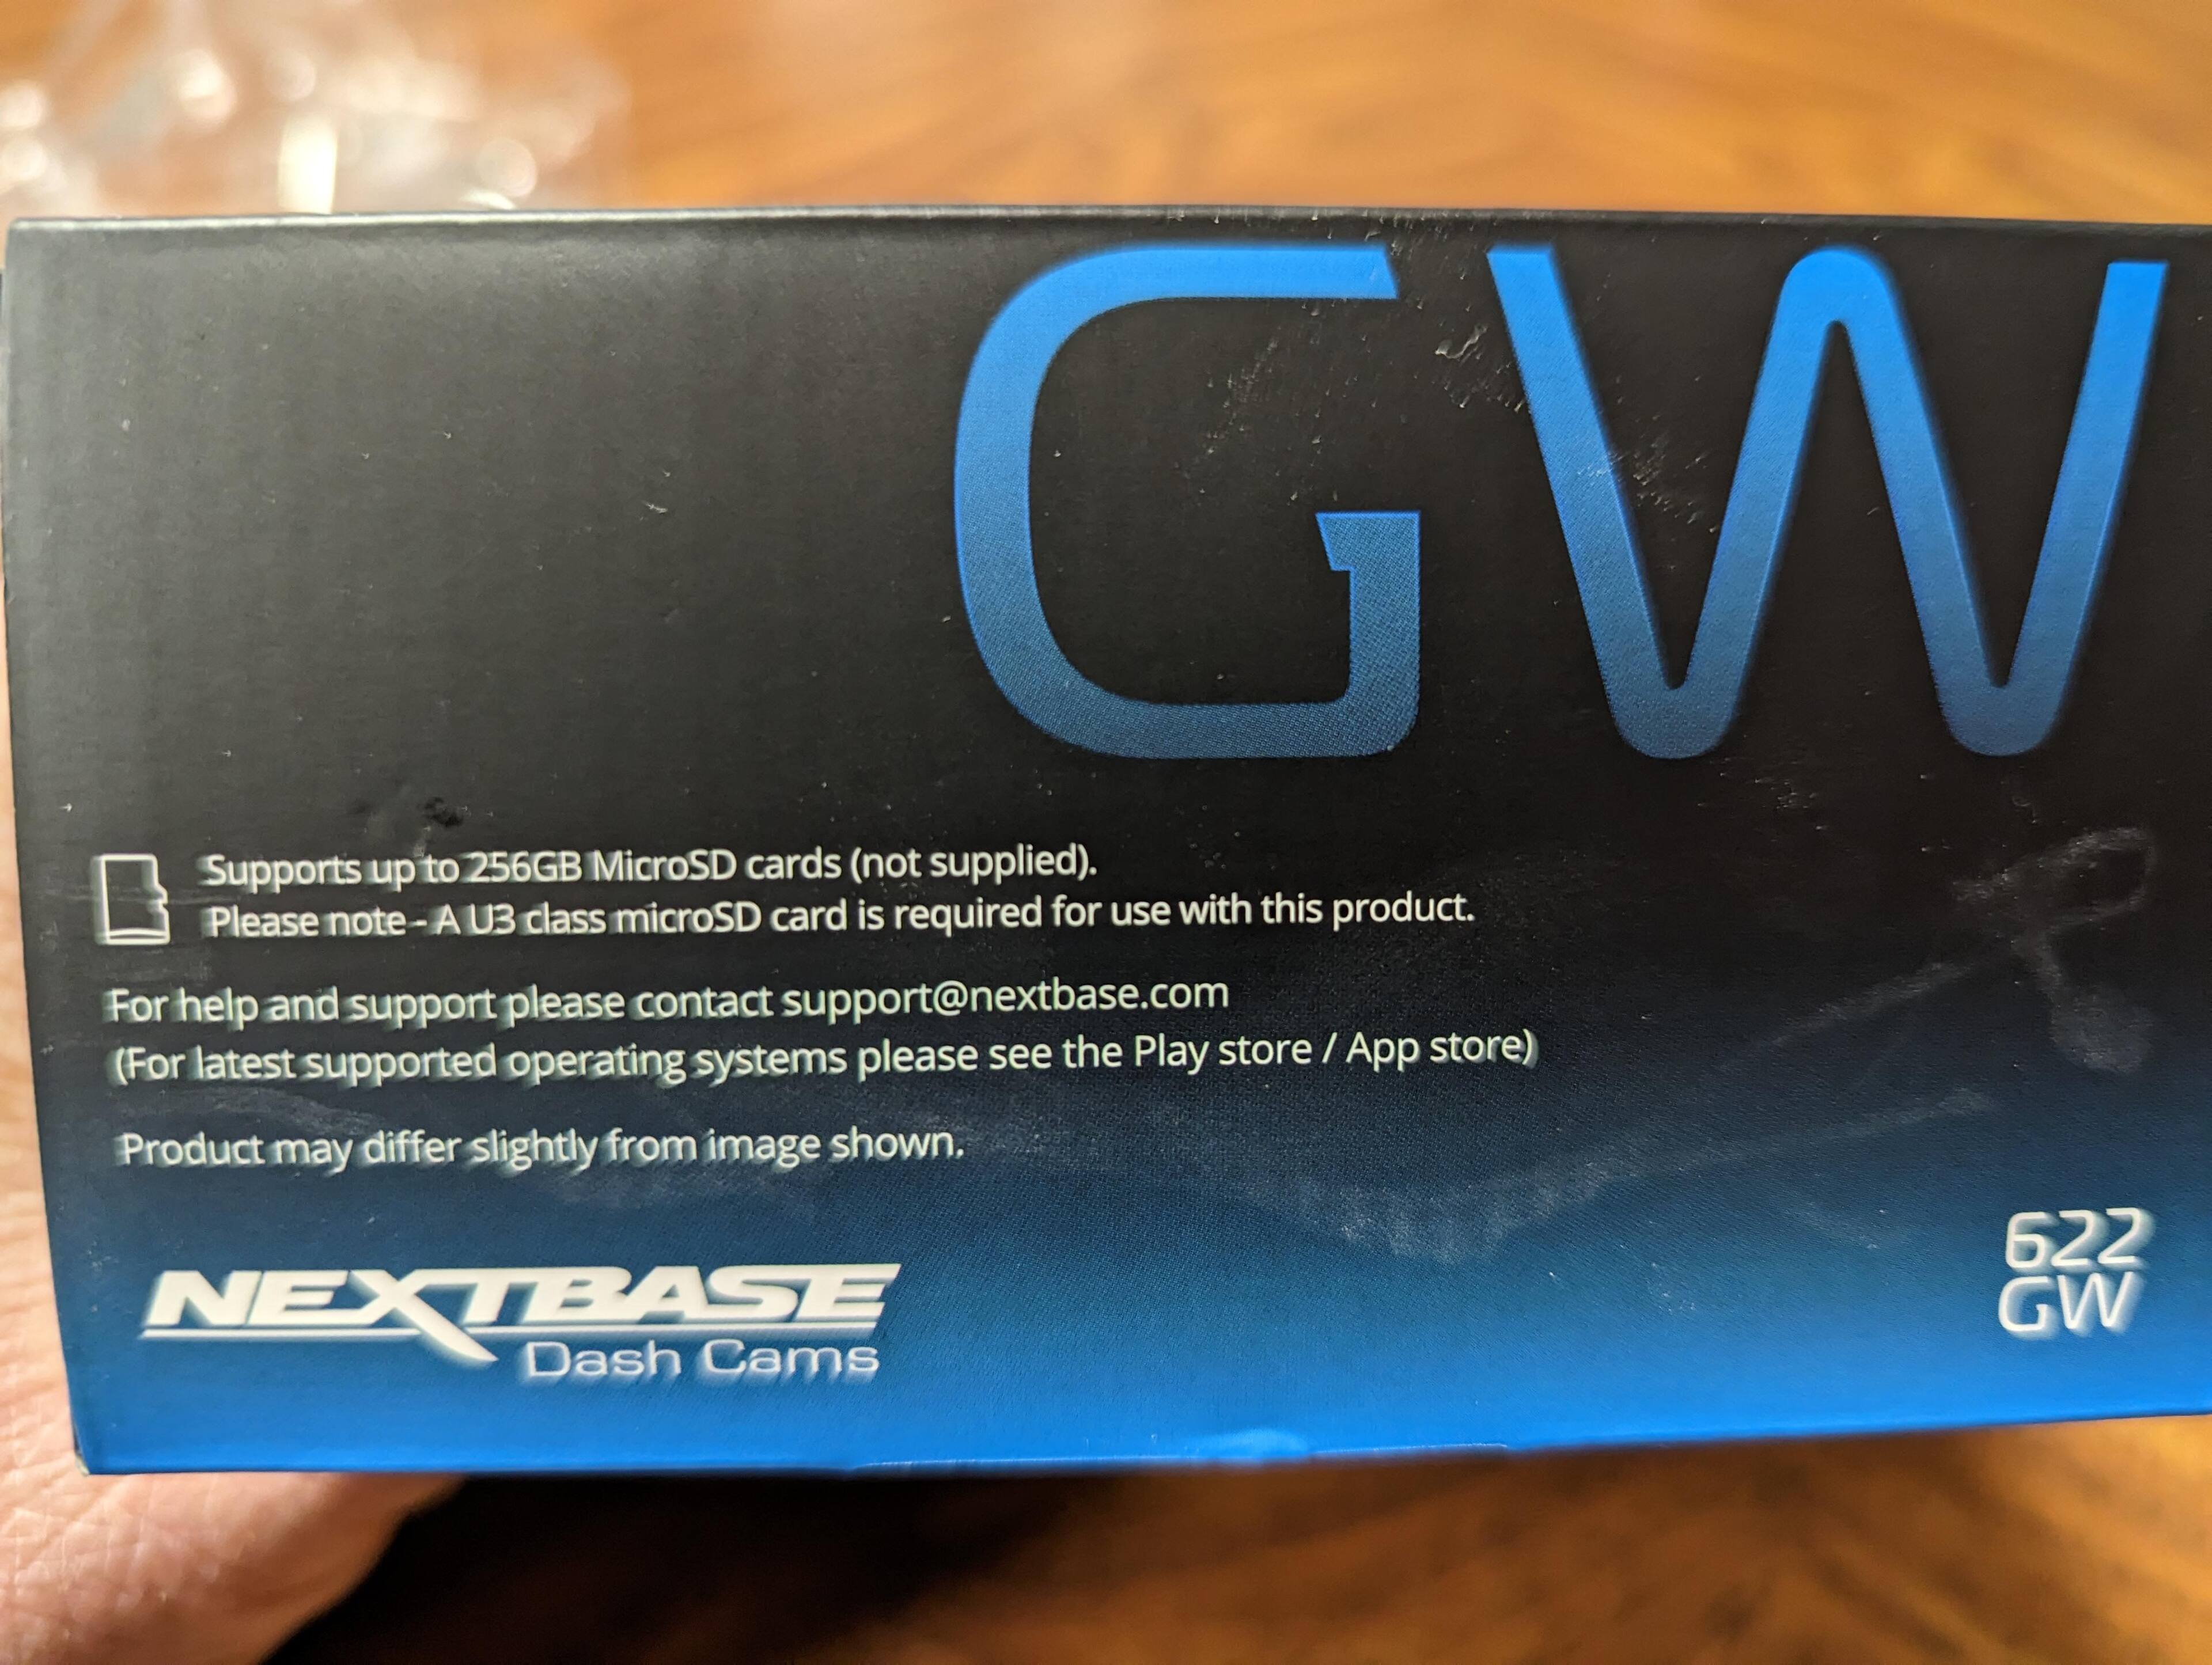 GW
Supports up to 256GB MicroSD cards (not supplied).
Please note - A U3 class microSD card is required for use with this product.
For help and support please contact support@nextbase.com
(For latest supported operating systems please see the Play store / App store)
Product may differ slightly from image shown.
NEXTBASE
Dash Cams
622
GW